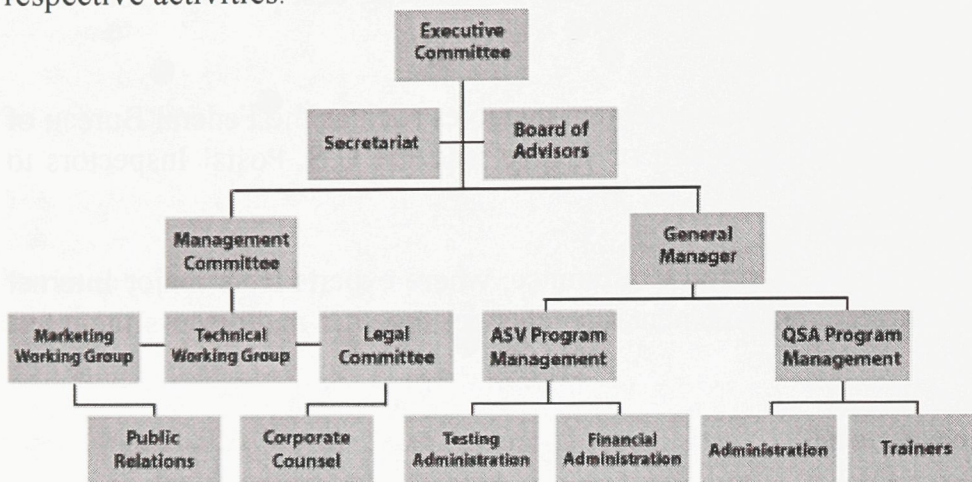 respective activities.
Executive
Committee
Secretariat
Board of
Advisors
Management
Committee
General
Manager
Marketing
Working Group
Technical
Working Group
Legal
Committee
ASV Program
Management
QSA Program
Management
Public
Relations
Corporate
Counsel
Testing
Administration
Financial
Administration
Administration
Trainers